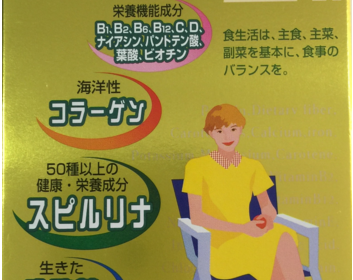 栄養機能成分
B1、B2、B6、B12、C、D、
ナイアシン、パントテン酸、
葉酸、ビオチン
食生活は、主食、主菜、
副菜を基本に、食事の
バランスを。
海洋性
コラーゲン
50種以上の
健康・栄養成分
スピルリナ
生きた